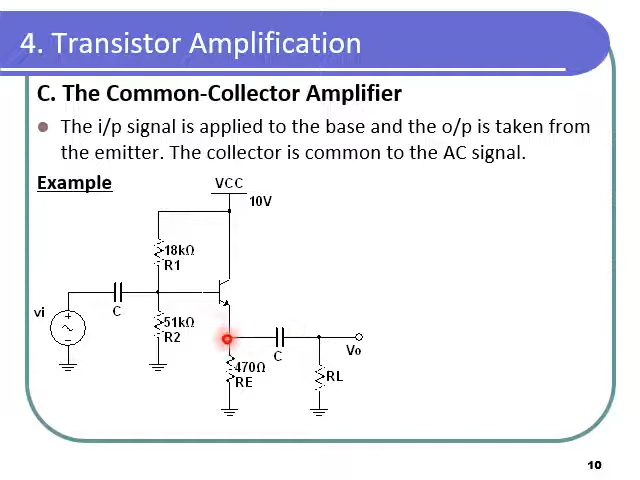 4. Transistor Amplification
C. The Common-Collector Amplifier
The i/p signal is applied to the base and the o/p is taken from
the emitter. The collector is common to the AC signal.
Example
VCC
10V
18kΩ
R1
vi
+
−
C
51kΩ
R2
C
Vo
470Ω
RE
RL
10